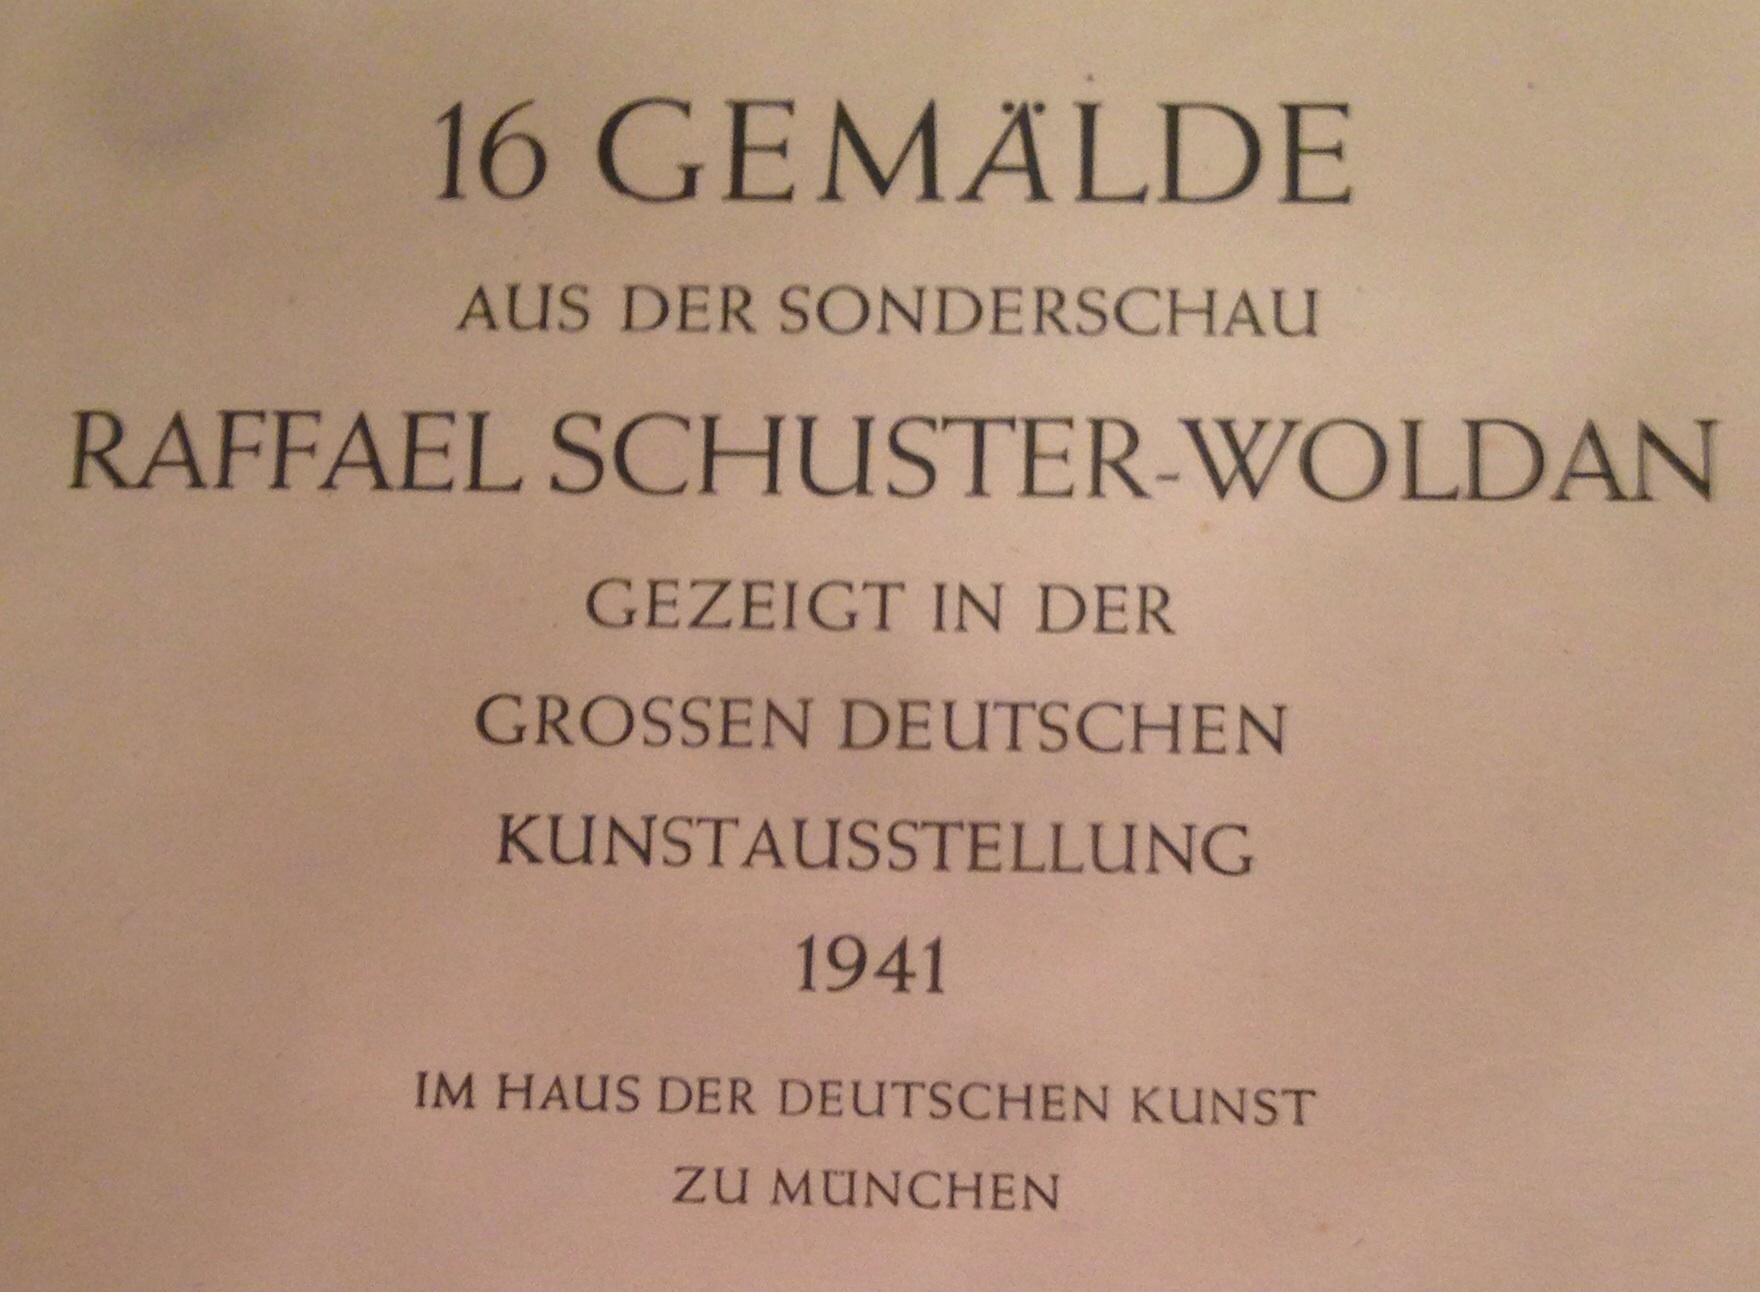 16 GEMÄLDE
AUS DER SONDERSCHAU
RAFFAEL SCHUSTER-WOLDAN
GEZEIGT IN DER
GROSSEN DEUTSCHEN
KUNSTAUSSTELLUNG
1941
IM HAUS DER DEUTSCHEN KUNST
ZU MÜNCHEN